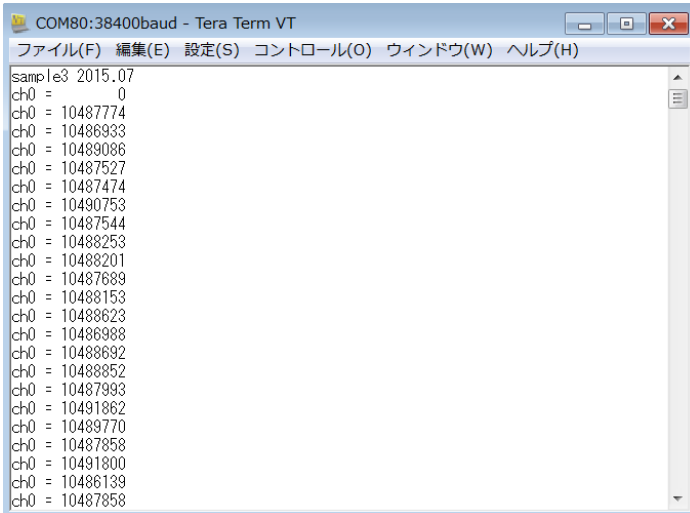 COM80:38400baud - Tera Term VT
ファイル(F) 編集(E) 設定(S) コントロール(O) ウィンドウ(W) ヘルプ(H)
sample3 2015.07
ch0 =        0
ch0 = 10487774
ch0 = 10486933
ch0 = 10489086
ch0 = 10487527
ch0 = 10487474
ch0 = 10490753
ch0 = 10487544
ch0 = 10488253
ch0 = 10488201
ch0 = 10487689
ch0 = 10488153
ch0 = 10488623
ch0 = 10486988
ch0 = 10488692
ch0 = 10488852
ch0 = 10487993
ch0 = 10491862
ch0 = 10489770
ch0 = 10487858
ch0 = 10491800
ch0 = 10486139
ch0 = 10487858